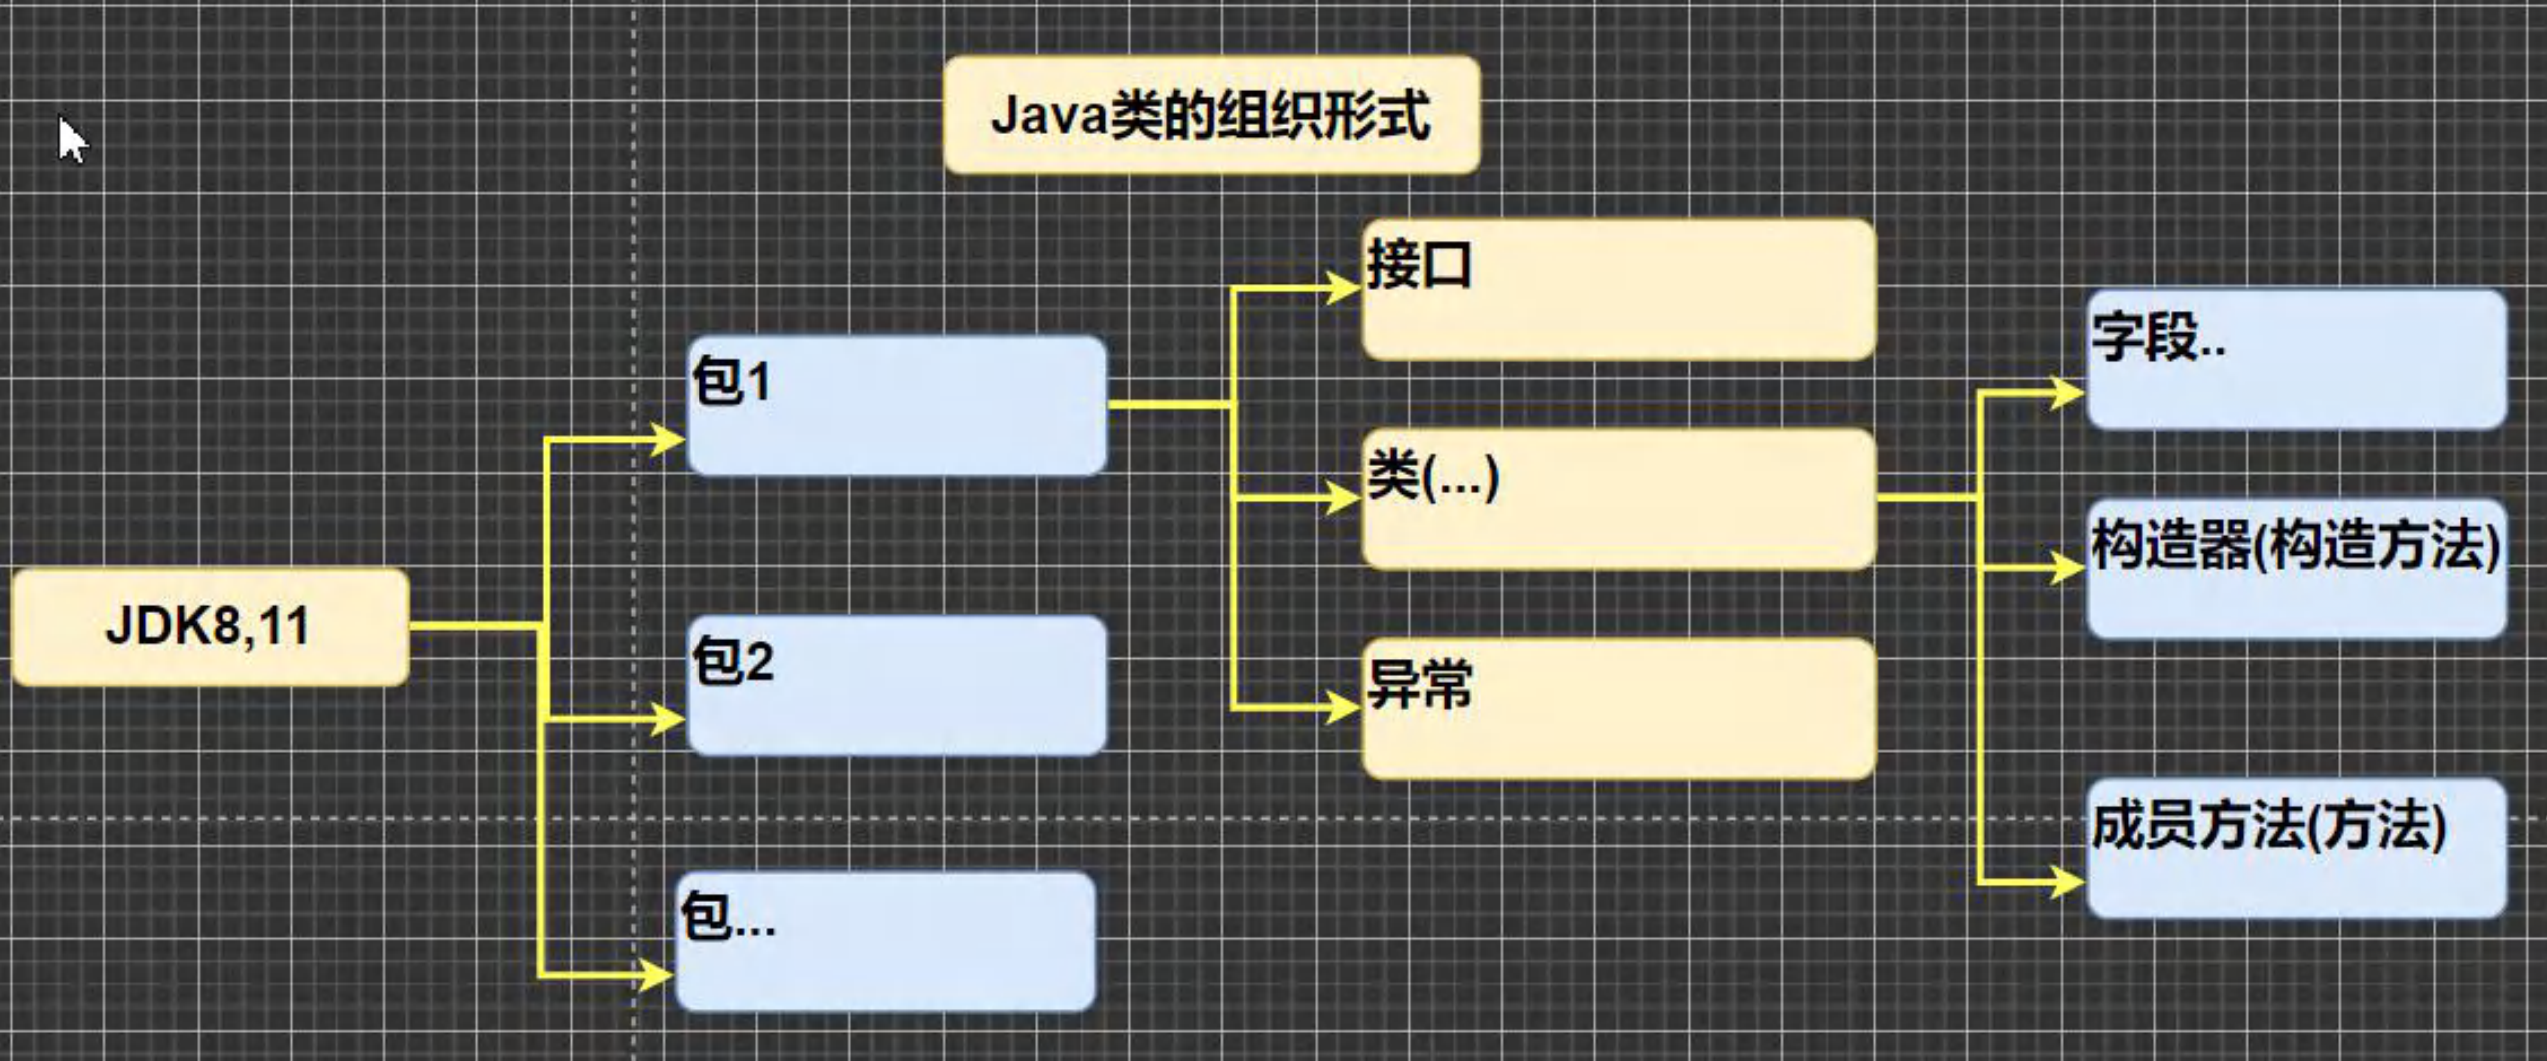 Java类的组织形式
JDK8,11
包1
包2
包...
接口
类(...)
异常
字段..
构造器(构造方法)
成员方法(方法)